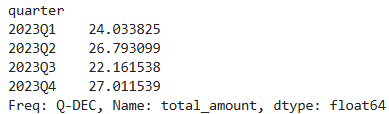 quarter
2023Q1    24.033825
2023Q2    26.793099
2023Q3    22.161538
2023Q4    27.011539
Freq: Q-DEC, Name: total_amount, dtype: float64